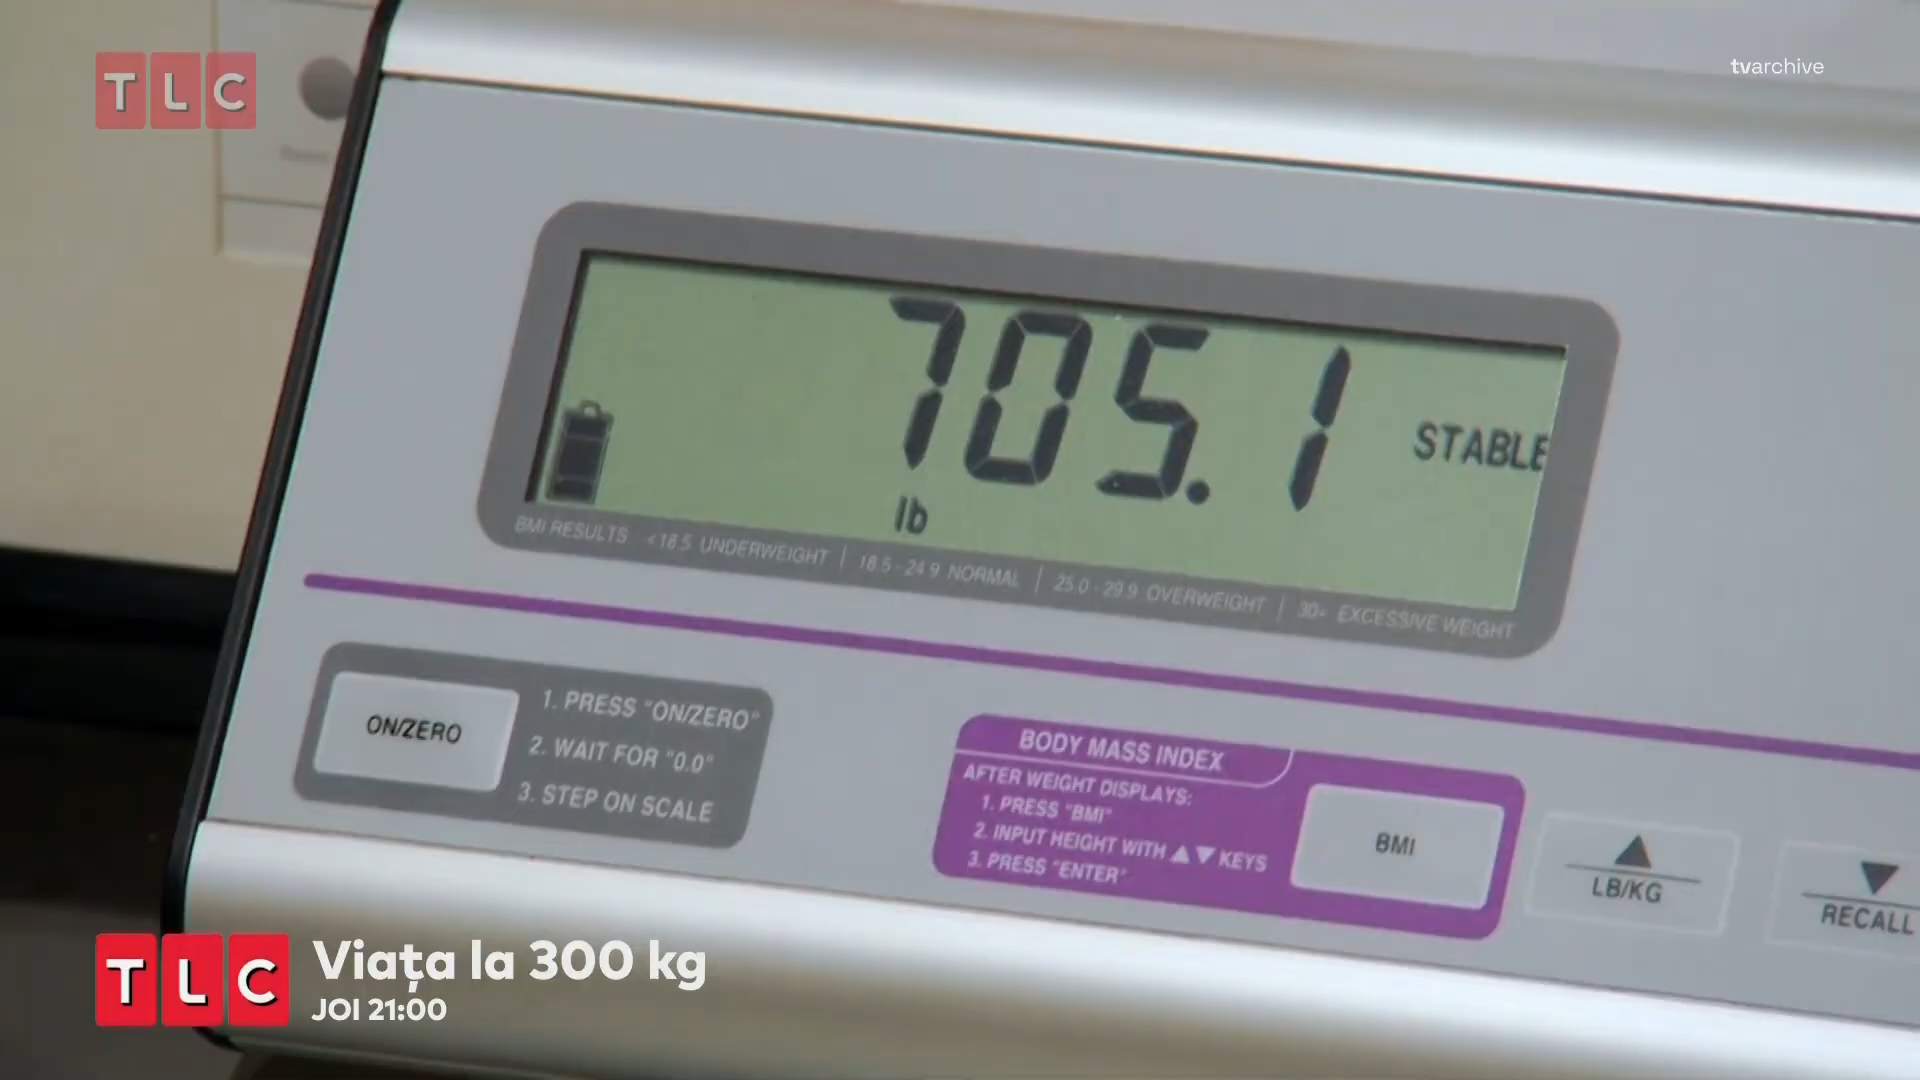 TLC
tvarchive
705.1
STABLE
lb
BMI RESULTS <18.5 UNDERWEIGHT | 18.5 - 24.9 NORMAL | 25.0 - 29.9 OVERWEIGHT | 30+ EXCESSIVE WEIGHT
ON/ZERO
1. PRESS "ON/ZERO"
2. WAIT FOR "0.0"
3. STEP ON SCALE
BODY MASS INDEX
AFTER WEIGHT DISPLAYS:
1. PRESS "BMI"
2. INPUT HEIGHT WITH ▲▼ KEYS
3. PRESS "ENTER"
BMI
▲
LB/KG
▼
RECALL
TLC
Viața la 300 kg
JOI 21:00